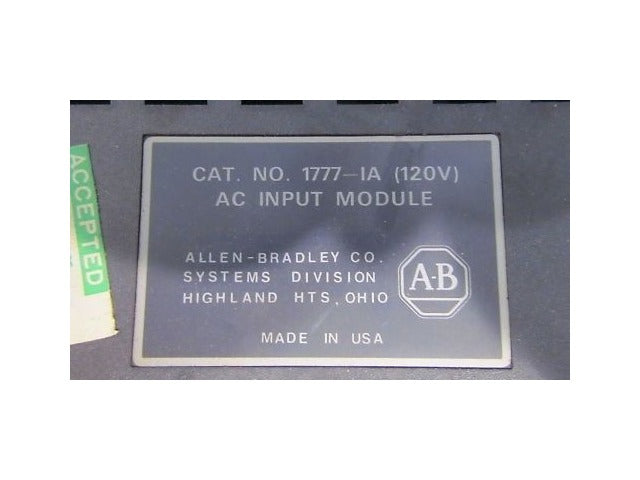 ACCEPTED
CAT. NO. 1777-IA (120V)
AC INPUT MODULE
ALLEN-BRADLEY CO.
SYSTEMS DIVISION
HIGHLAND HTS, OHIO
A-B
MADE IN USA